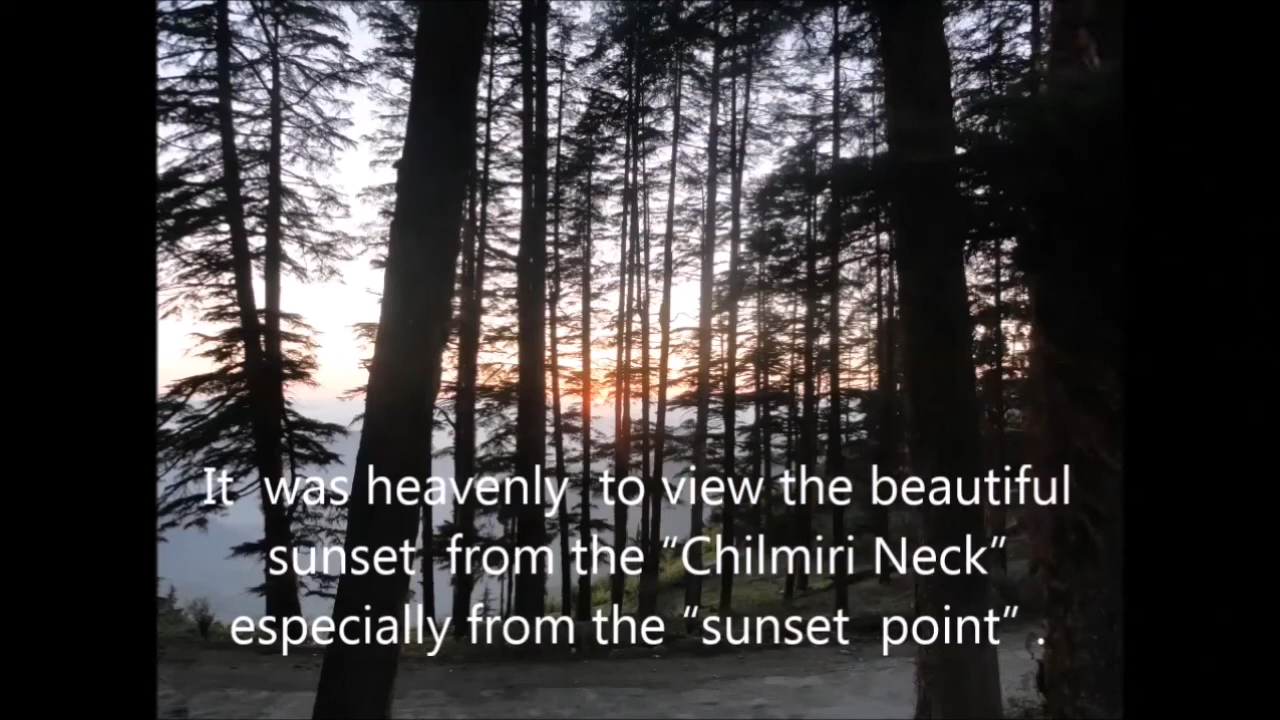 It was heavenly to view the beautiful
sunset from the “Chilmiri Neck”
especially from the “sunset point” .